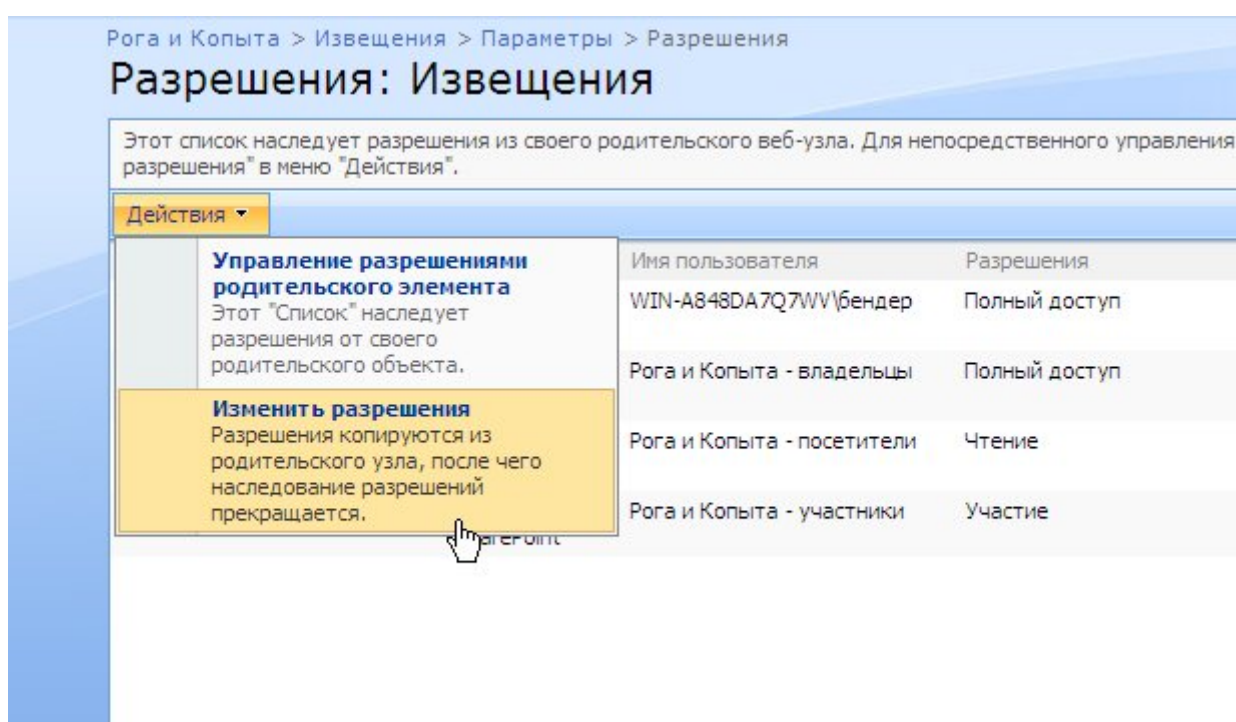 Рога и Копыта > Извещения > Параметры > Разрешения
Разрешения: Извещения
Этот список наследует разрешения из своего родительского веб-узла. Для непосредственного управления
разрешения" в меню "Действия".
Действия
Имя пользователя Разрешения
Управление разрешениями
родительского элемента
Этот "Список" наследует
разрешения от своего
родительского объекта.
WIN-A848DA7Q7WV\бендер Полный доступ
Рога и Копыта - владельцы Полный доступ
Изменить разрешения
Разрешения копируются из
родительского узла, после чего
наследование разрешений
прекращается.
Рога и Копыта - посетители Чтение
Рога и Копыта - участники Участие